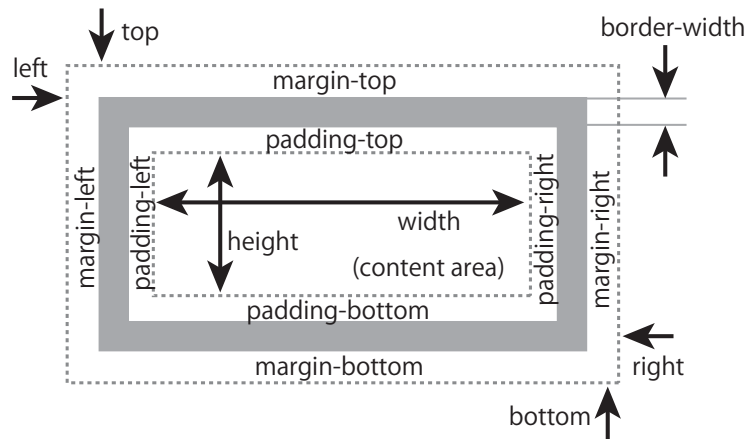 top
border-width
left
margin-top
padding-top
margin-left
padding-left
padding-right
margin-right
width
height
(content area)
padding-bottom
margin-bottom
right
bottom